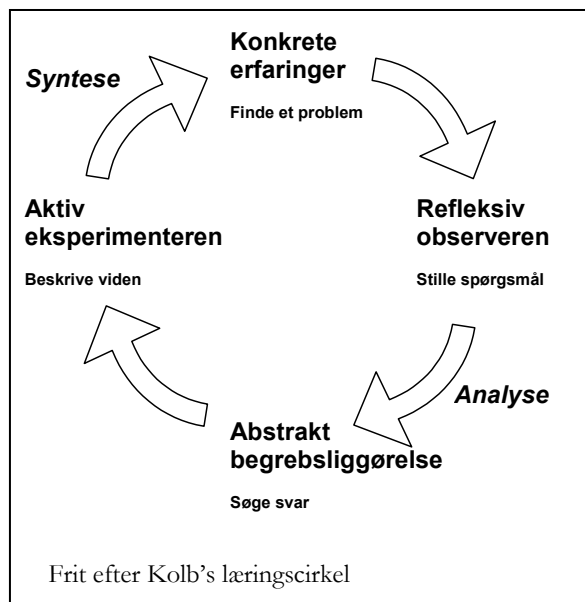 Konkrete
erfaringer
Finde et problem
Syntese
Refleksiv
observeren
Stille spørgsmål
Aktiv
eksperimenteren
Beskrive viden
Analyse
Abstrakt
begrebsliggørelse
Søge svar
Frit efter Kolb's læringscirkel